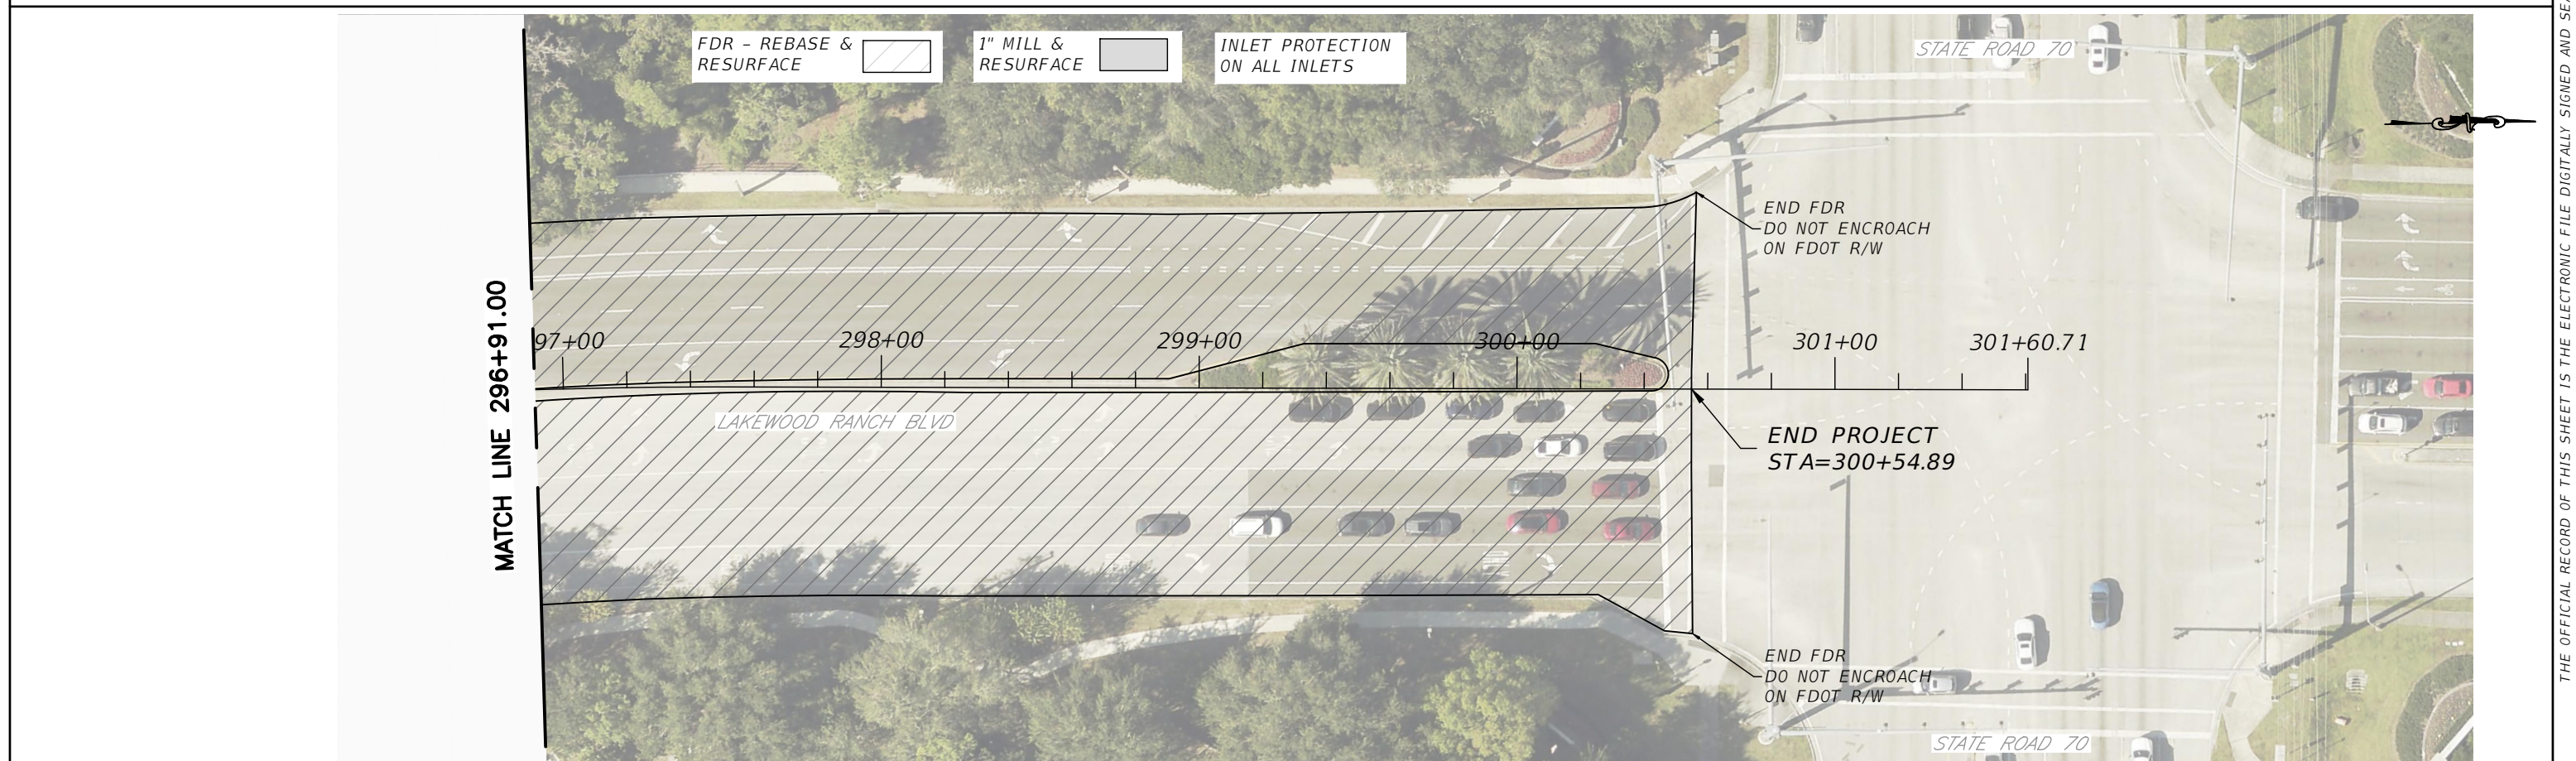 FDR - REBASE &
RESURFACE
1" MILL &
RESURFACE
INLET PROTECTION
ON ALL INLETS
STATE ROAD 70
END FDR
DO NOT ENCROACH
ON FDOT R/W
MATCH LINE 296+91.00
97+00
298+00
299+00
300+00
301+00
301+60.71
LAKEWOOD RANCH BLVD
END PROJECT
STA=300+54.89
END FDR
DO NOT ENCROACH
ON FDOT R/W
STATE ROAD 70
THE OFFICIAL RECORD OF THIS SHEET IS THE ELECTRONIC FILE DIGITALLY SIGNED AND SEA